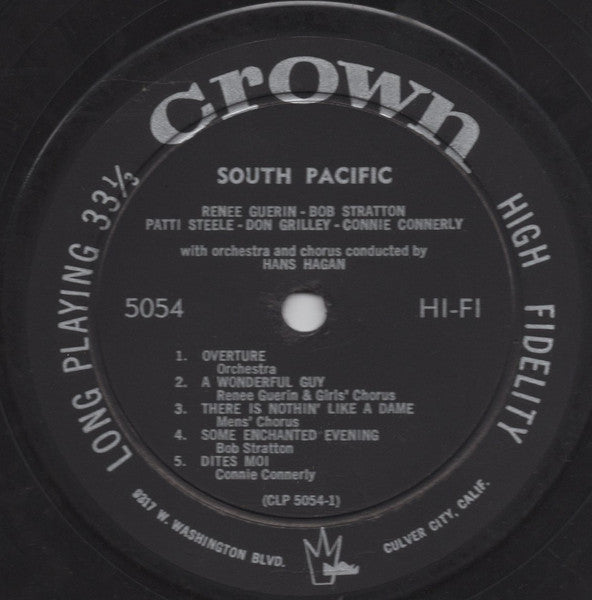 crown
LONG PLAYING 33⅓
HIGH FIDELITY
SOUTH PACIFIC
RENEE GUERIN - BOB STRATTON
PATTI STEELE - DON GRILLEY - CONNIE CONNERLY
with orchestra and chorus conducted by
HANS HAGAN
5054
HI-FI
1. OVERTURE
Orchestra
2. A WONDERFUL GUY
Renee Guerin & Girls' Chorus
3. THERE IS NOTHIN' LIKE A DAME
Mens' Chorus
4. SOME ENCHANTED EVENING
Bob Stratton
5. DITES MOI
Connie Connerly
(CLP 5054-1)
9317 W. WASHINGTON BLVD.
CULVER CITY, CALIF.